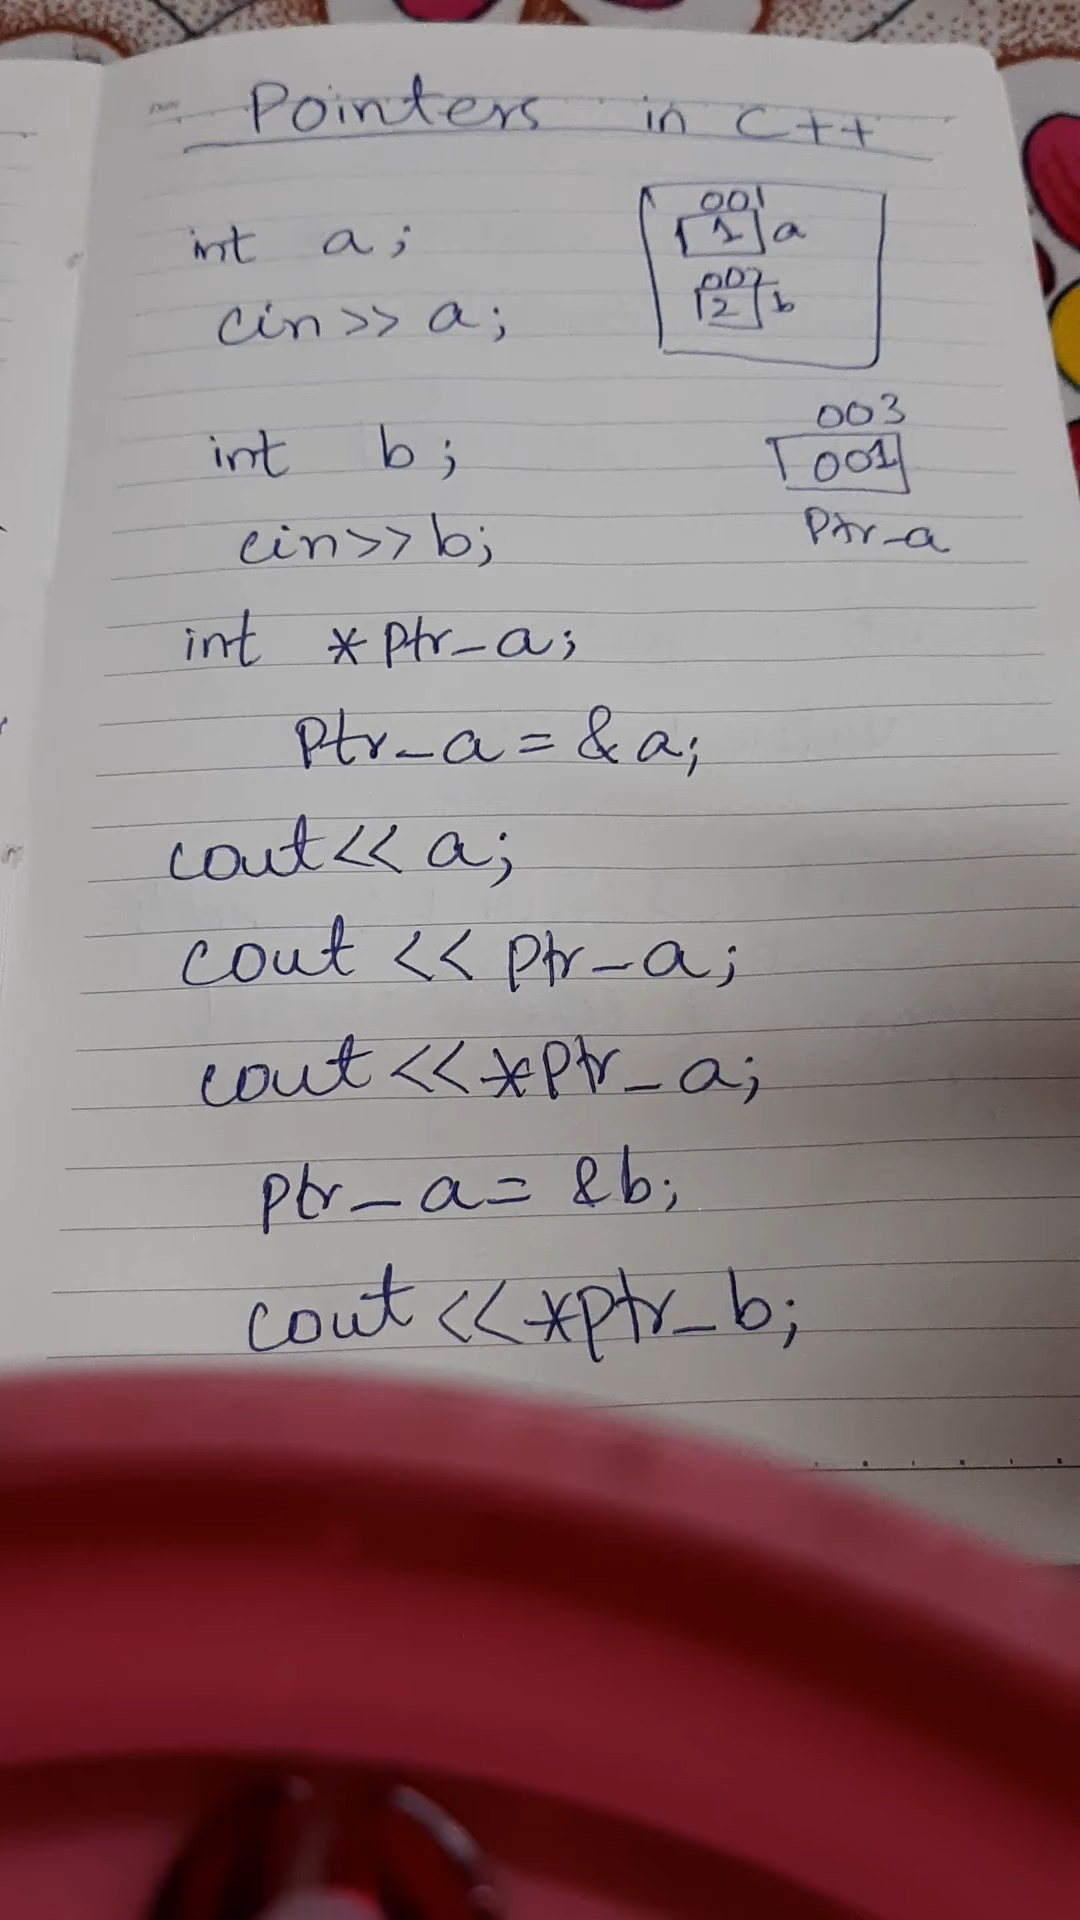 Pointers in C++
int a;
cin>> a;
001
1 a
002
2 b
int b;
cin>> b;
003
001
Ptr_a
int *Ptr_a;
Ptr_a = &a;
cout<< a;
cout << Ptr_a;
cout <<*Ptr_a;
Ptr_a= &b;
cout <<*ptr_b;